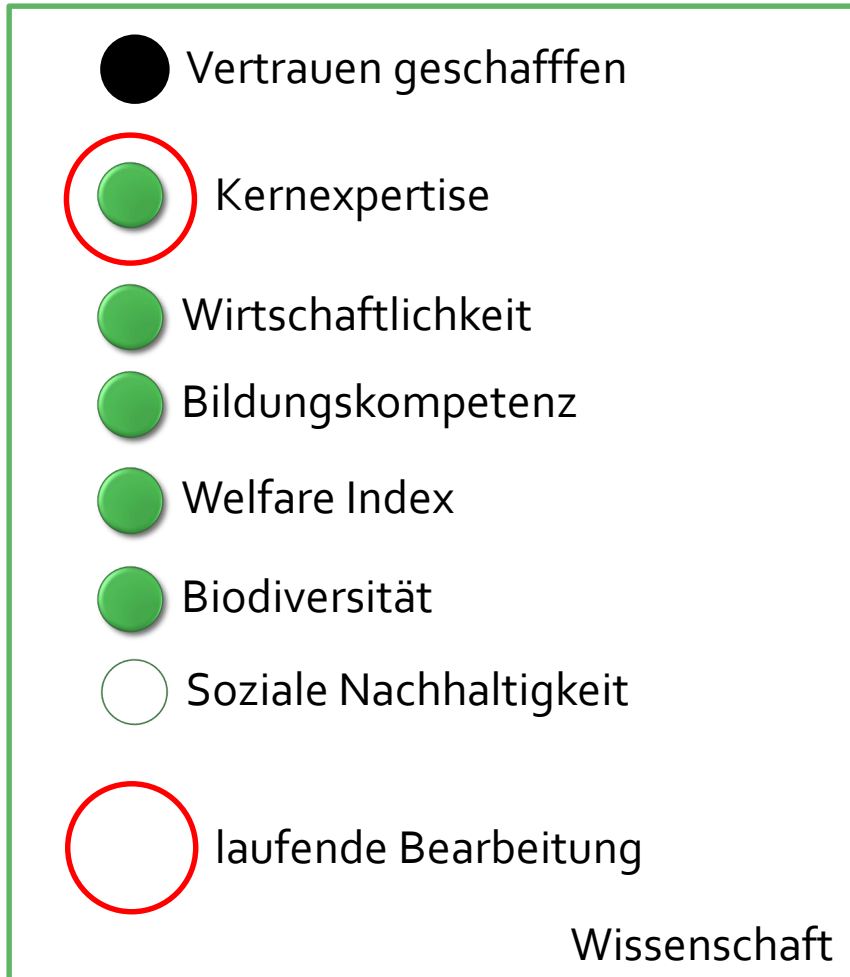 Vertrauen geschafffen
Kernexpertise
Wirtschaftlichkeit
Bildungskompetenz
Welfare Index
Biodiversität
Soziale Nachhaltigkeit
laufende Bearbeitung
Wissenschaft